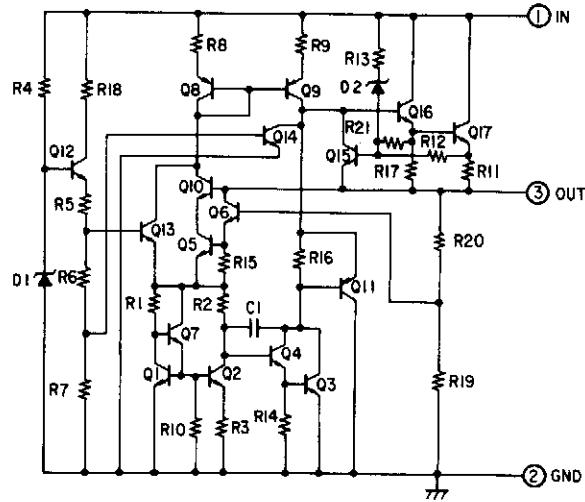 ① IN
R8
R9
R13
R4
R18
D2
Q8
Q9
Q16
Q14
R21
Q17
Q12
R12
Q15
R17
R11
Q10
③ OUT
R5
Q6
Q13
Q5
R20
R15
R16
R6
D1
Q11
R1
R2
C1
Q7
Q4
R7
Q1
Q2
Q3
R19
R14
R10
R3
② GND